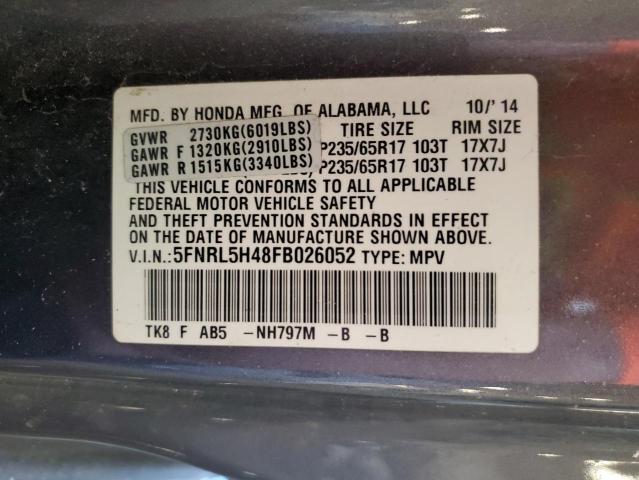 MFD. BY HONDA MFG. OF ALABAMA, LLC 10/'14
GVWR 2730KG(6019LBS) TIRE SIZE RIM SIZE
GAWR F 1320KG(2910LBS) P235/65R17 103T 17X7J
GAWR R 1515KG(3340LBS) P235/65R17 103T 17X7J
THIS VEHICLE CONFORMS TO ALL APPLICABLE
FEDERAL MOTOR VEHICLE SAFETY
AND THEFT PREVENTION STANDARDS IN EFFECT
ON THE DATE OF MANUFACTURE SHOWN ABOVE.
V.I.N.: 5FNRL5H48FB026052 TYPE: MPV
TK8 F AB5 -NH797M -B -B